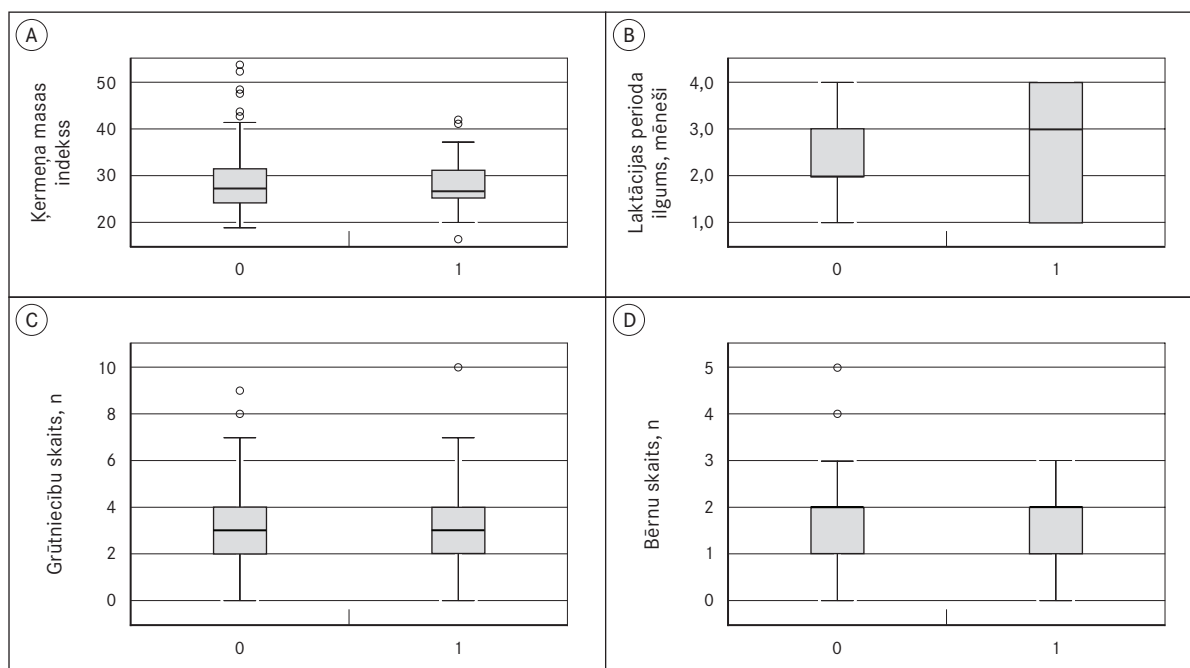 A
Ķermeņa masas
indekss
50
40
30
20
0 1
B
Laktācijas perioda
ilgums, mēneši
4,0
3,0
2,0
1,0
0 1
C
Grūtniecību skaits, n
10
8
6
4
2
0
0 1
D
Bērnu skaits, n
5
4
3
2
1
0
0 1